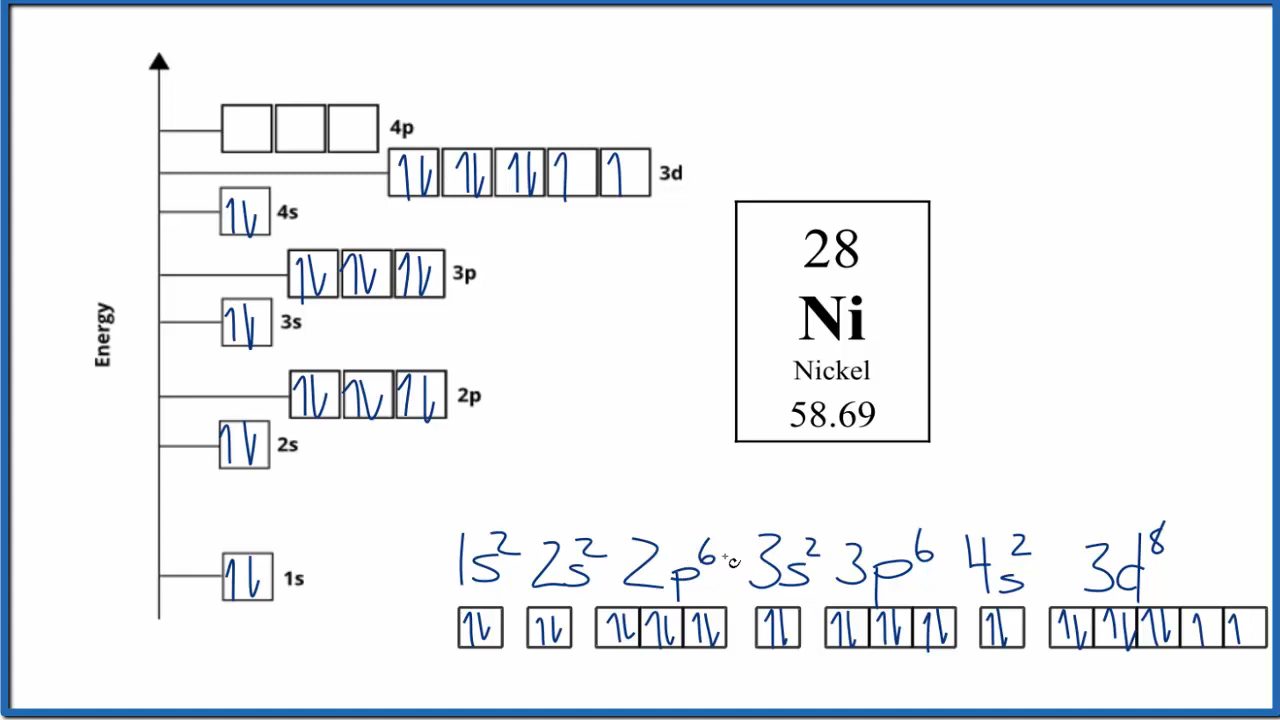 4p
3d
4s
3p
3s
2p
2s
1s
Energy
28
Ni
Nickel
58.69
1s² 2s² 2p⁶ 3s² 3p⁶ 4s² 3d⁸